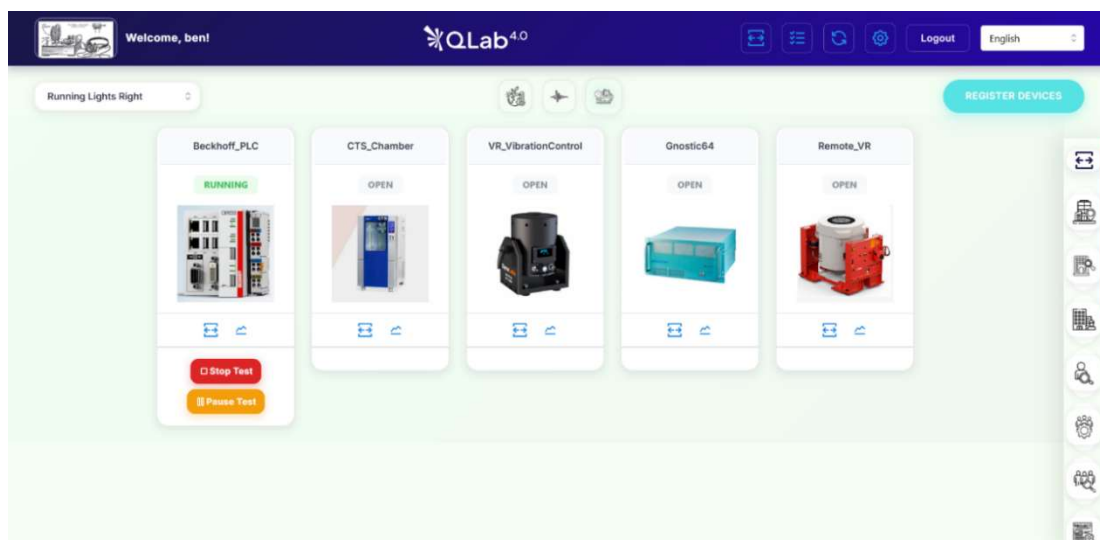 Welcome, ben!
QLab4.0
Logout
English
Running Lights Right
REGISTER DEVICES
Beckhoff_PLC
CTS_Chamber
VR_VibrationControl
Gnostic64
Remote_VR
RUNNING
OPEN
OPEN
OPEN
OPEN
Stop Test
Pause Test